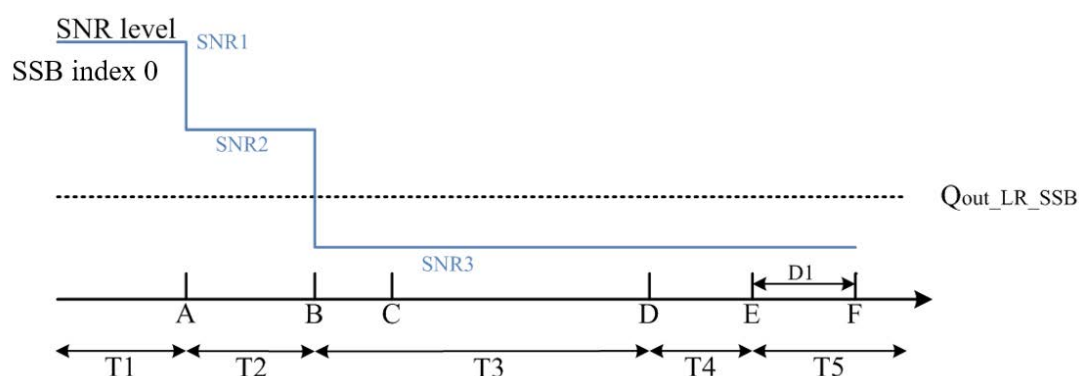 SNR level
SNR1
SSB index 0
SNR2
Qout_LR_SSB
SNR3
D1
A B C D E F
T1 T2 T3 T4 T5